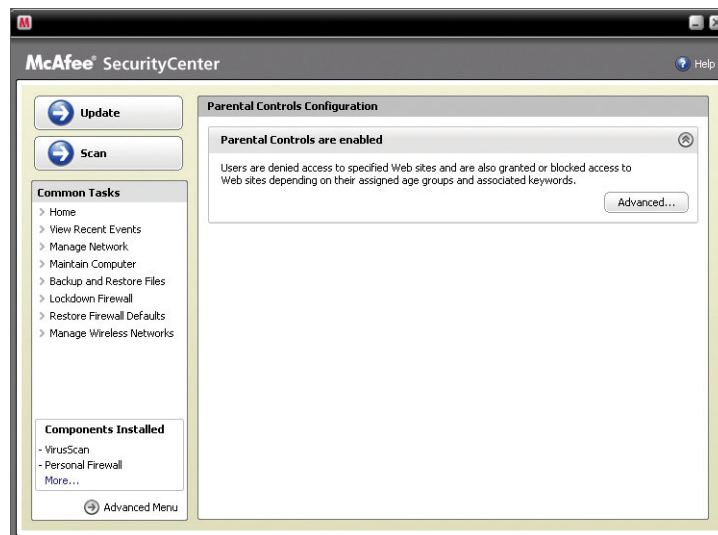 M
McAfee® SecurityCenter
Help
Update
Scan
Common Tasks
> Home
> View Recent Events
> Manage Network
> Maintain Computer
> Backup and Restore Files
> Lockdown Firewall
> Restore Firewall Defaults
> Manage Wireless Networks
Components Installed
- VirusScan
- Personal Firewall
More...
Advanced Menu
Parental Controls Configuration
Parental Controls are enabled
Users are denied access to specified Web sites and are also granted or blocked access to
Web sites depending on their assigned age groups and associated keywords.
Advanced...